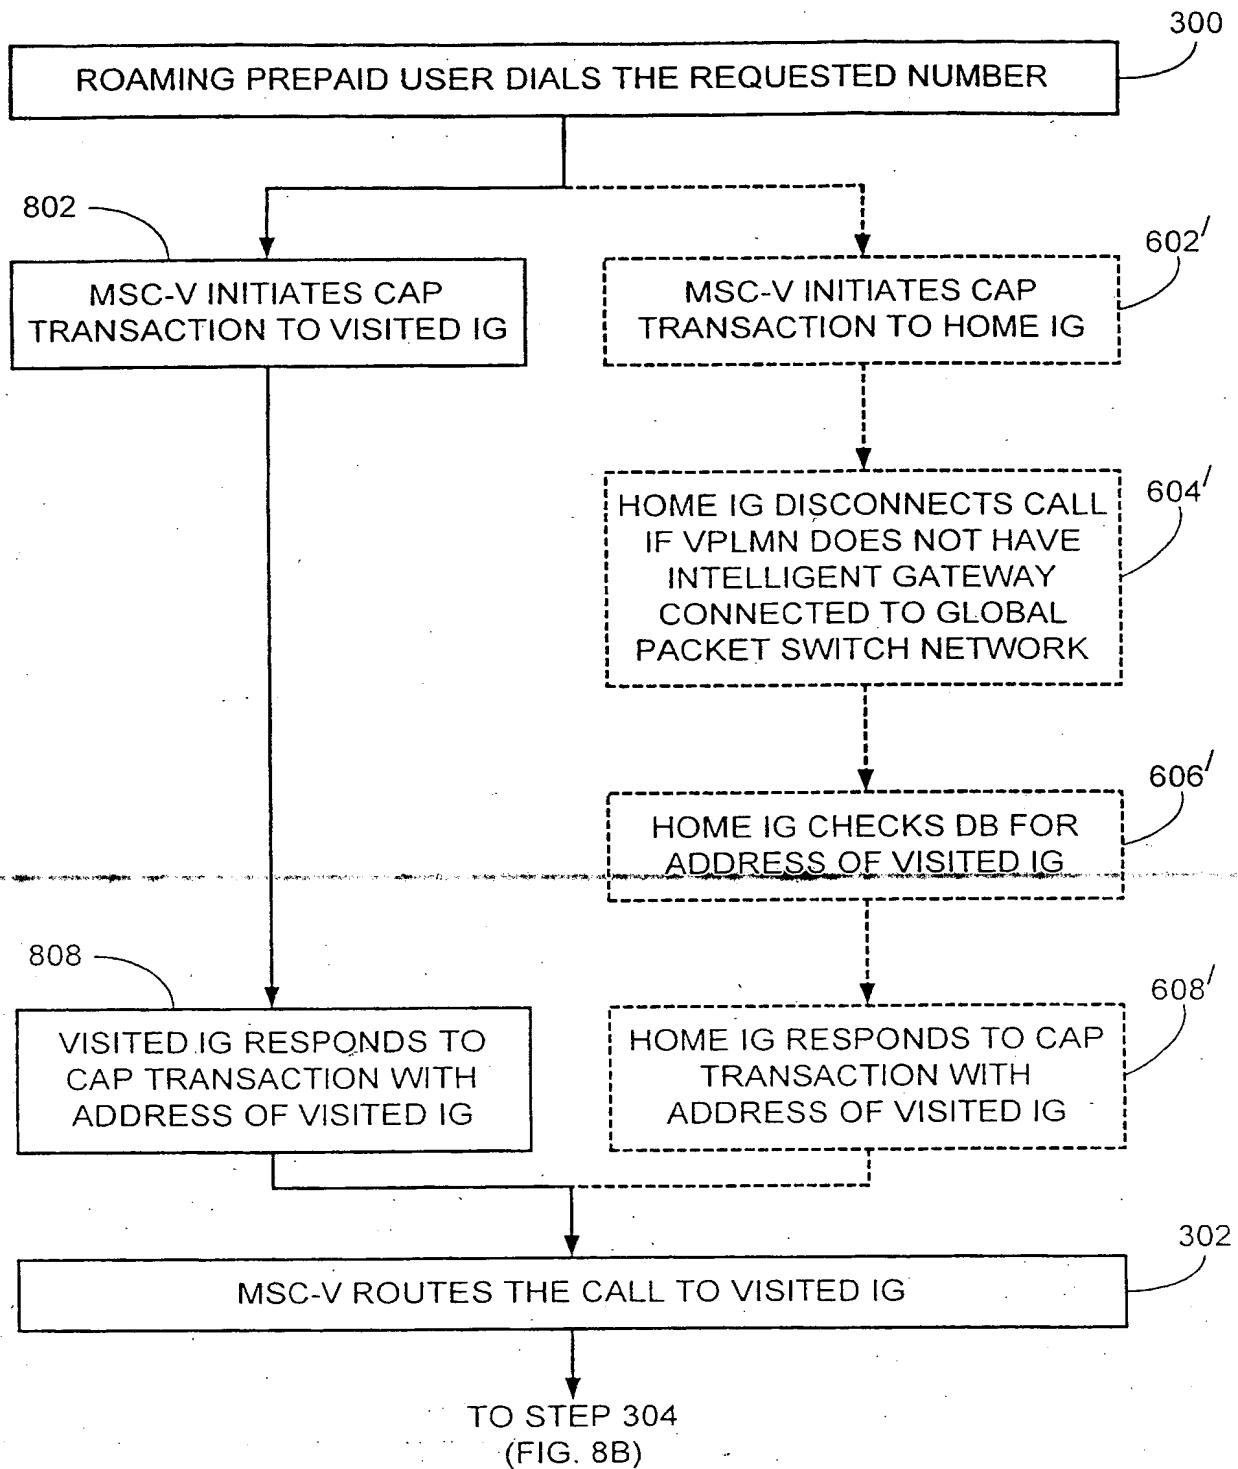 300
ROAMING PREPAID USER DIALS THE REQUESTED NUMBER
802
MSC-V INITIATES CAP
TRANSACTION TO VISITED IG
602'
MSC-V INITIATES CAP
TRANSACTION TO HOME IG
604'
HOME IG DISCONNECTS CALL
IF VPLMN DOES NOT HAVE
INTELLIGENT GATEWAY
CONNECTED TO GLOBAL
PACKET SWITCH NETWORK
606'
HOME IG CHECKS DB FOR
ADDRESS OF VISITED IG
808
VISITED IG RESPONDS TO
CAP TRANSACTION WITH
ADDRESS OF VISITED IG
608'
HOME IG RESPONDS TO CAP
TRANSACTION WITH
ADDRESS OF VISITED IG
302
MSC-V ROUTES THE CALL TO VISITED IG
TO STEP 304
(FIG. 8B)